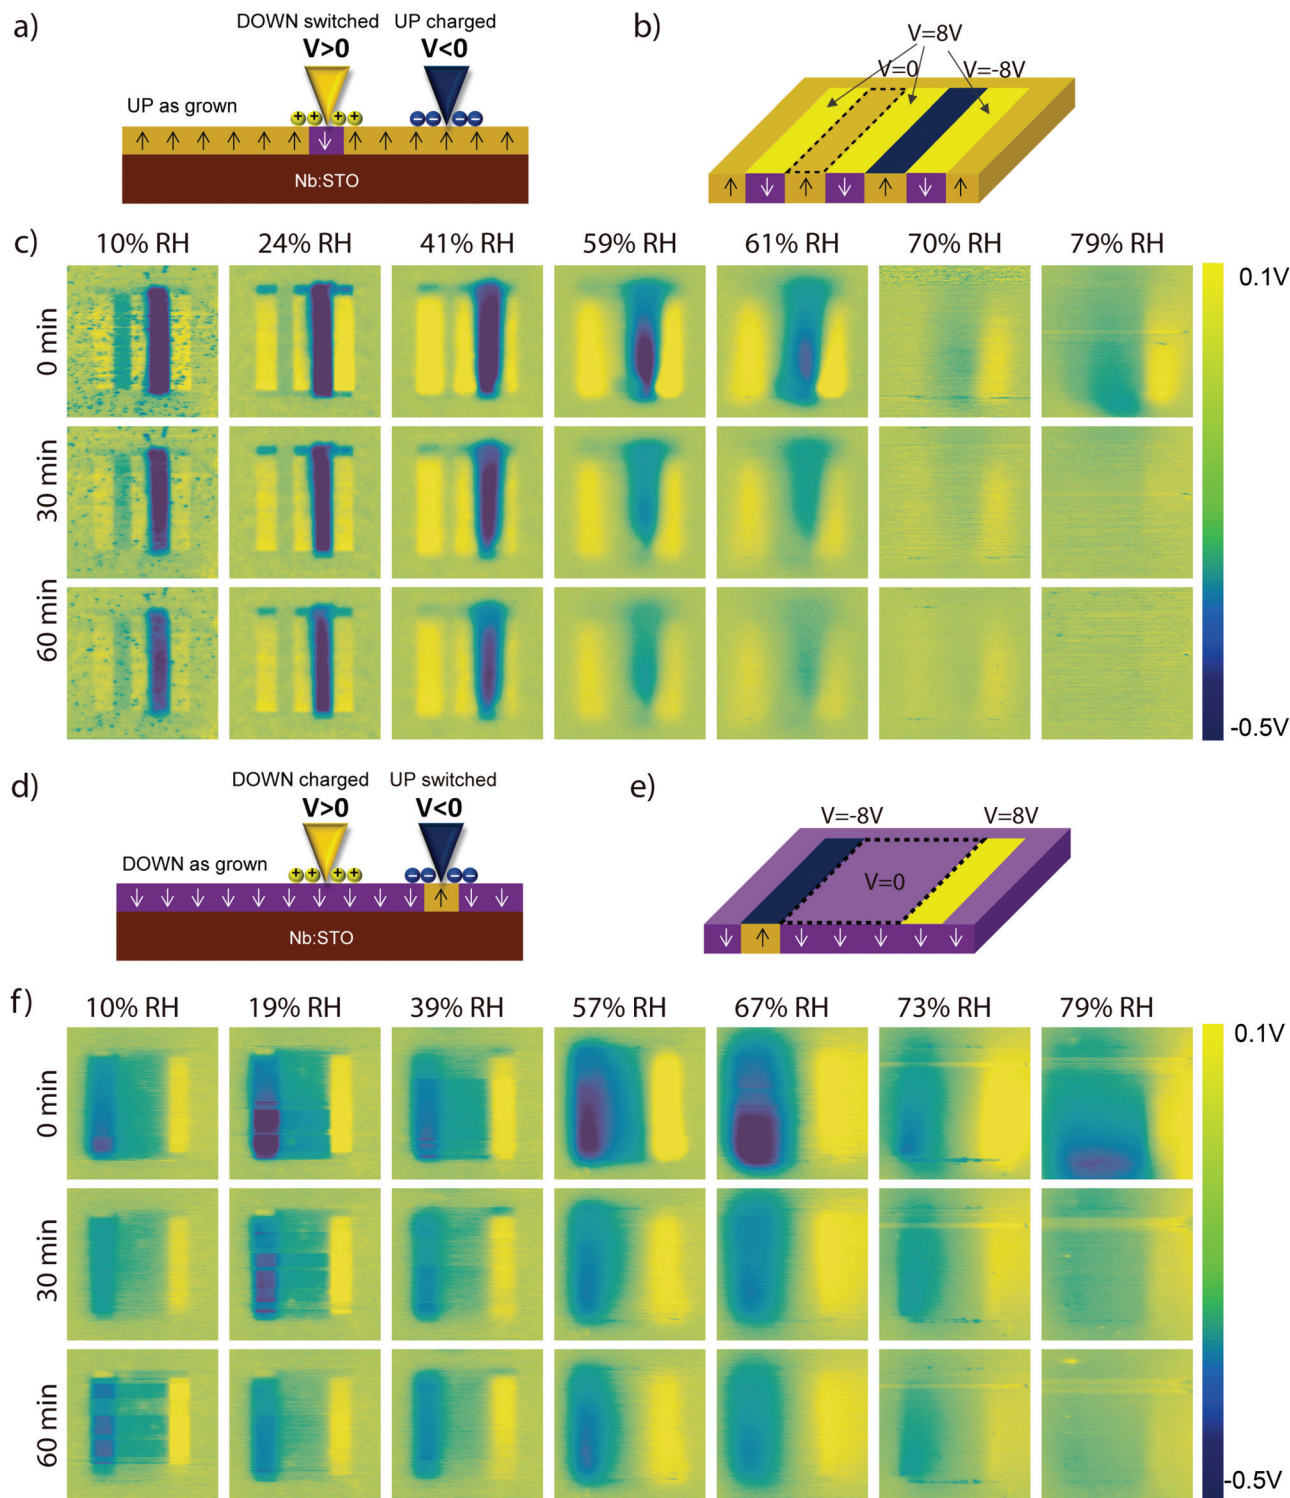 a)
DOWN switched UP charged
V>0 V<0
UP as grown
+ + + + − − − −
Nb:STO
b)
V=8V
V=0 V=-8V
c)
10% RH 24% RH 41% RH 59% RH 61% RH 70% RH 79% RH
0 min
30 min
60 min
0.1V
-0.5V
d)
DOWN charged UP switched
V>0 V<0
DOWN as grown
+ + + + − − − −
Nb:STO
e)
V=-8V V=8V
V=0
f)
10% RH 19% RH 39% RH 57% RH 67% RH 73% RH 79% RH
0 min
30 min
60 min
0.1V
-0.5V